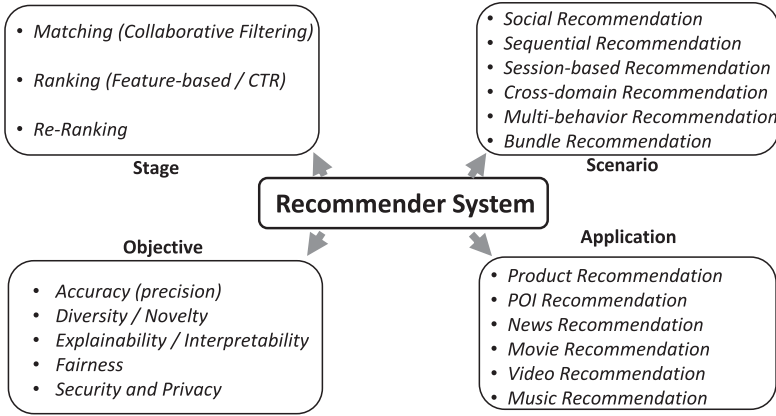 • Matching (Collaborative Filtering)
• Ranking (Feature-based / CTR)
• Re-Ranking
Stage
• Social Recommendation
• Sequential Recommendation
• Session-based Recommendation
• Cross-domain Recommendation
• Multi-behavior Recommendation
• Bundle Recommendation
Scenario
Recommender System
Objective
• Accuracy (precision)
• Diversity / Novelty
• Explainability / Interpretability
• Fairness
• Security and Privacy
Application
• Product Recommendation
• POI Recommendation
• News Recommendation
• Movie Recommendation
• Video Recommendation
• Music Recommendation